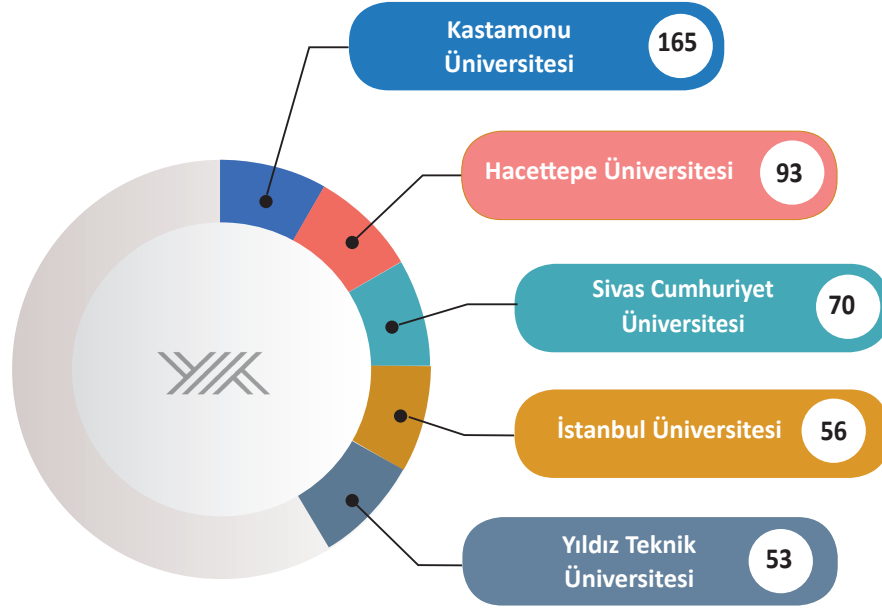 Kastamonu
Üniversitesi
165
Hacettepe Üniversitesi
93
Sivas Cumhuriyet
Üniversitesi
70
İstanbul Üniversitesi
56
Yıldız Teknik
Üniversitesi
53